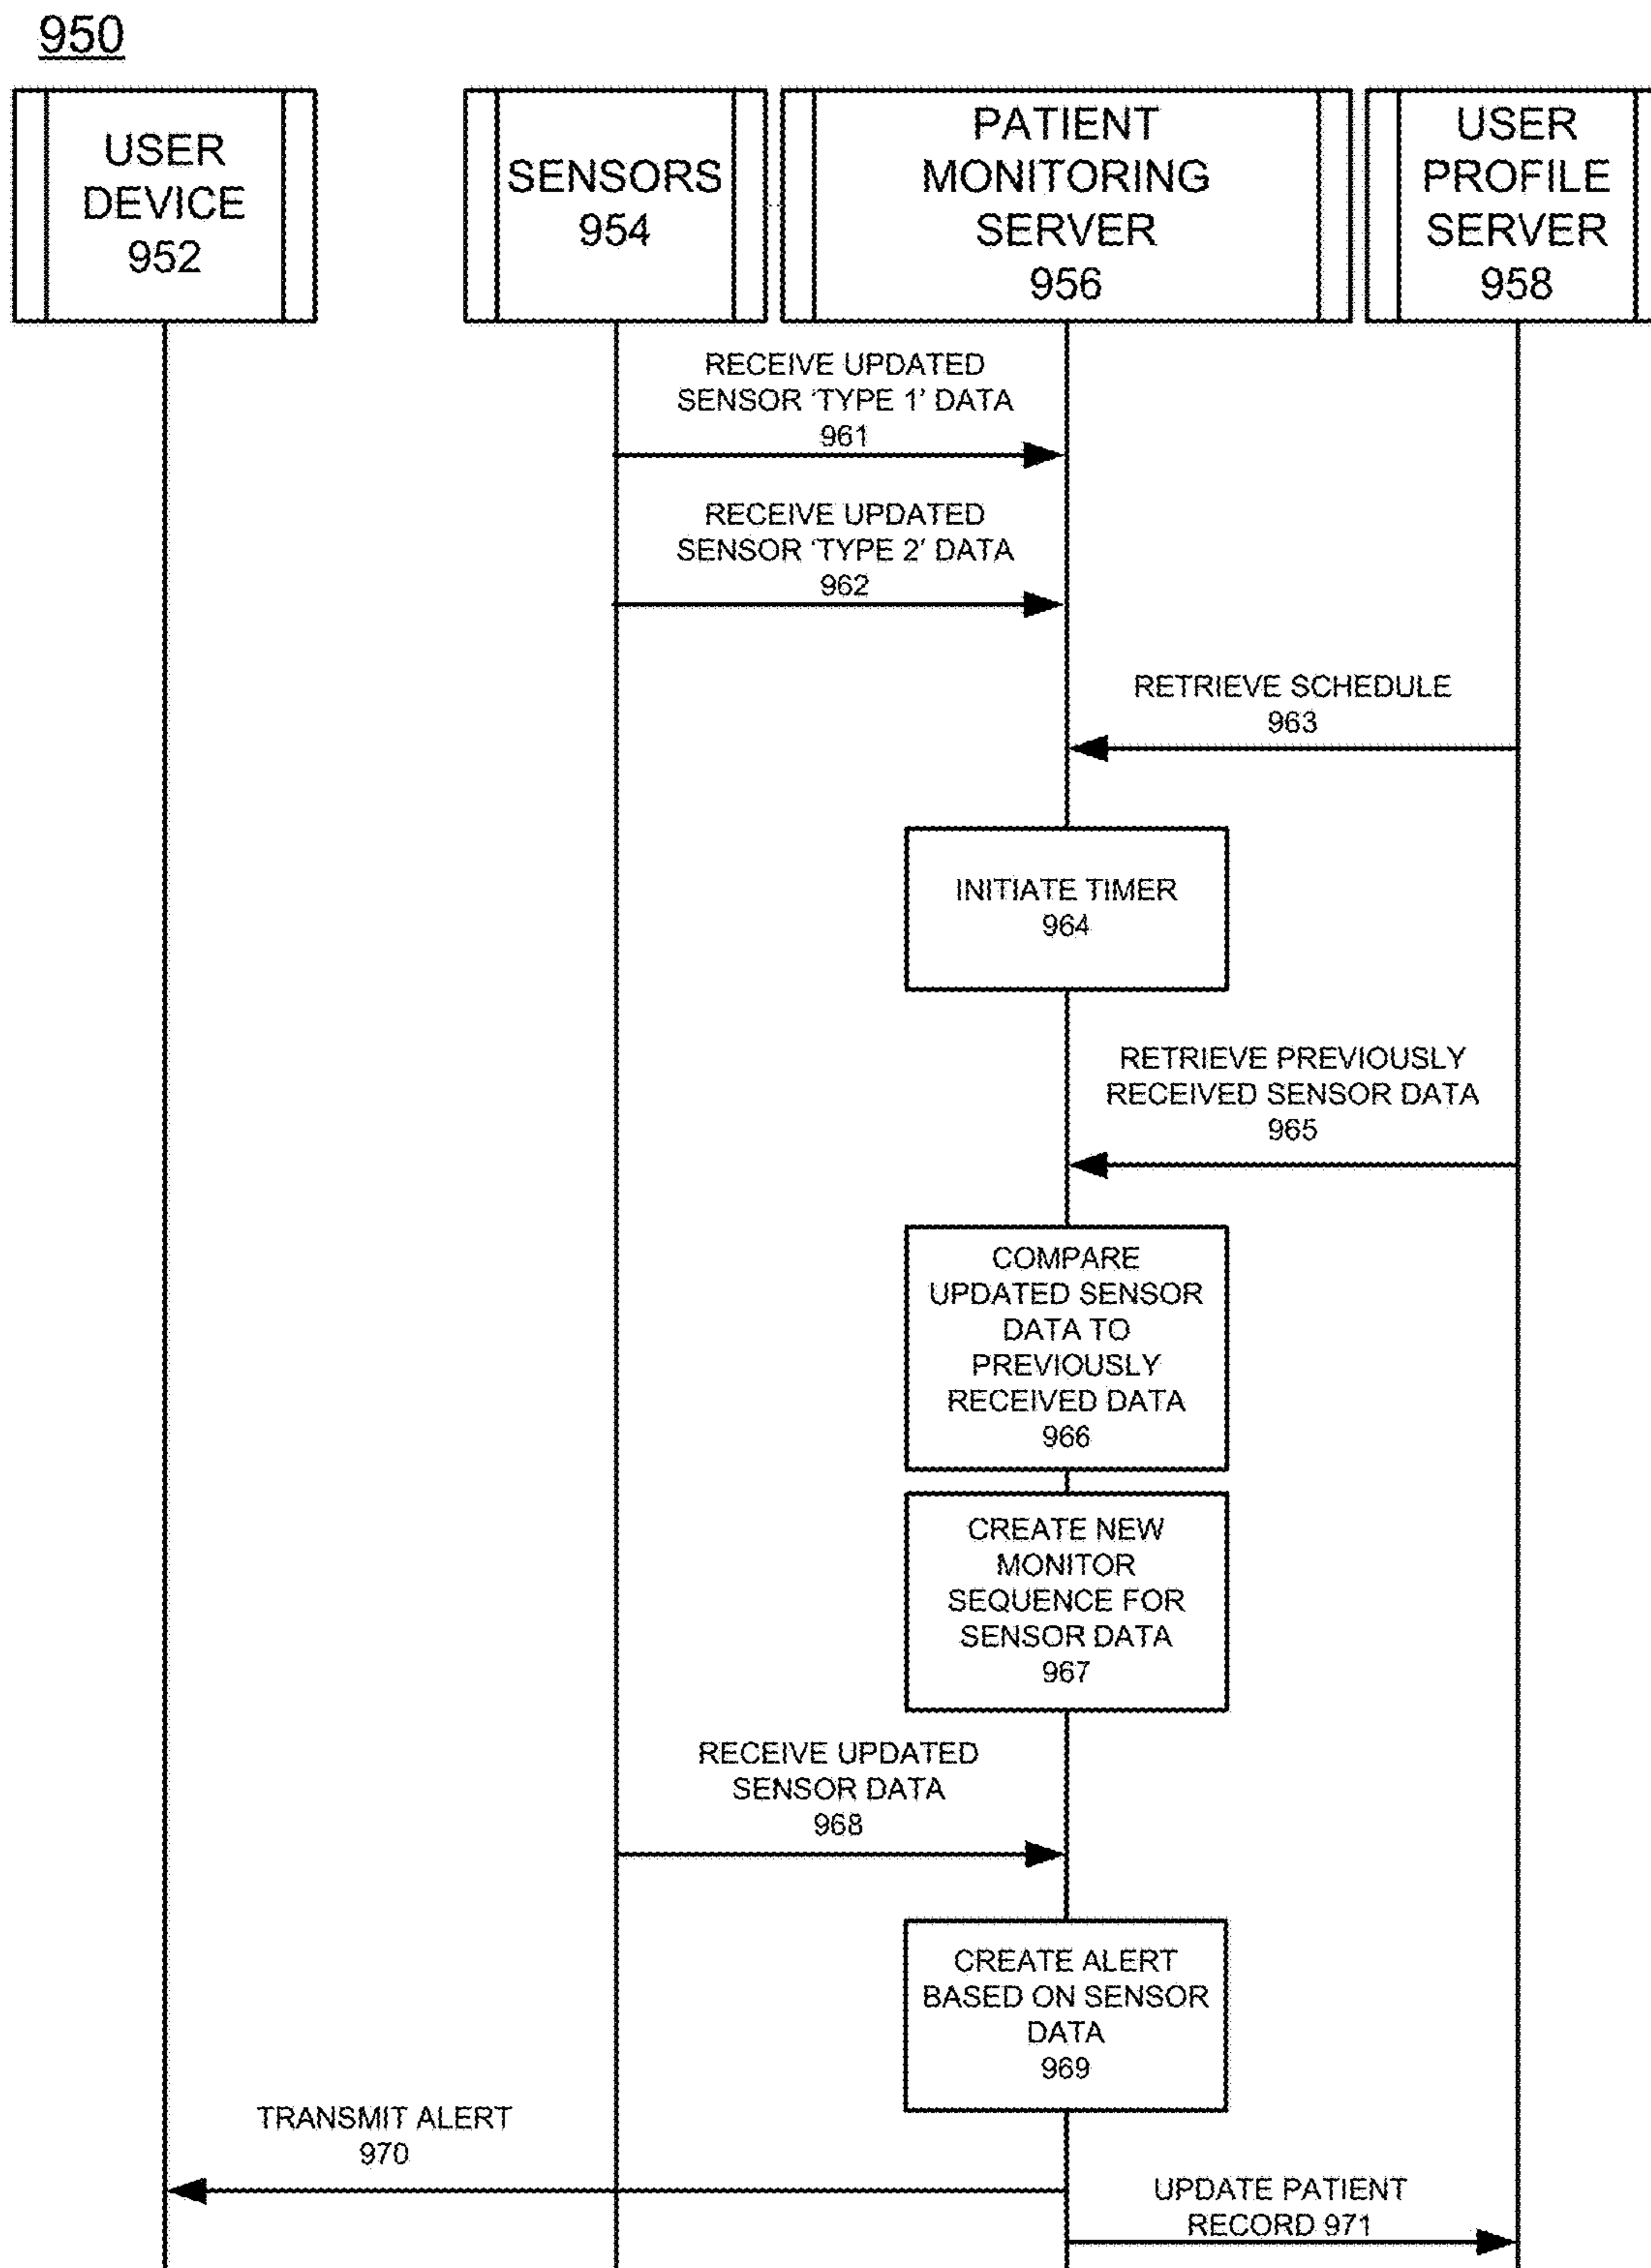 950
USER
DEVICE
952
SENSORS
954
PATIENT
MONITORING
SERVER
956
USER
PROFILE
SERVER
958
RECEIVE UPDATED
SENSOR 'TYPE 1' DATA
961
RECEIVE UPDATED
SENSOR 'TYPE 2' DATA
962
RETRIEVE SCHEDULE
963
INITIATE TIMER
964
RETRIEVE PREVIOUSLY
RECEIVED SENSOR DATA
965
COMPARE
UPDATED SENSOR
DATA TO
PREVIOUSLY
RECEIVED DATA
966
CREATE NEW
MONITOR
SEQUENCE FOR
SENSOR DATA
967
RECEIVE UPDATED
SENSOR DATA
968
CREATE ALERT
BASED ON SENSOR
DATA
969
TRANSMIT ALERT
970
UPDATE PATIENT
RECORD 971